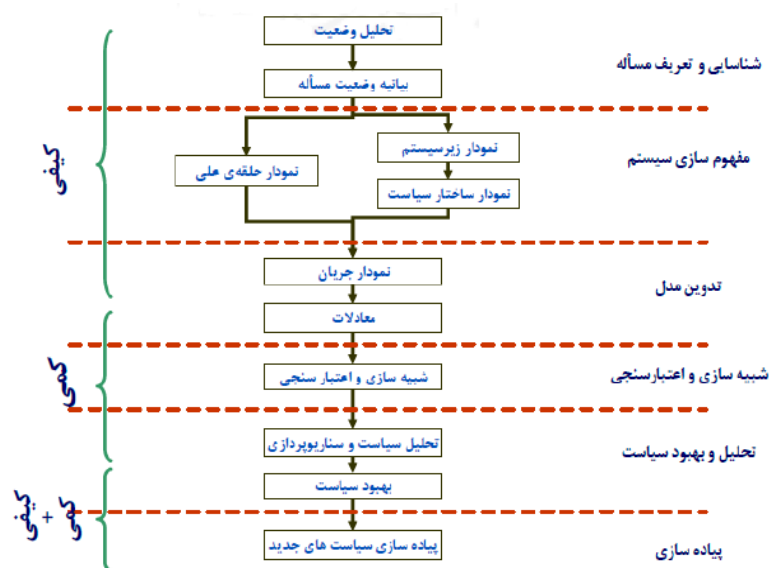 تحلیل وضعیت
شناسایی و تعریف مسأله
بیانیه وضعیت مسأله
نمودار زیرسیستم
مفهوم سازی سیستم
نمودار حلقه‌ی علی
نمودار ساختار سیاست
کیفی
نمودار جریان
تدوین مدل
معادلات
شبیه سازی و اعتبار سنجی
شبیه سازی و اعتبارسنجی
کمی
تحلیل سیاست و سناریوپردازی
تحلیل و بهبود سیاست
بهبود سیاست
پیاده سازی سیاست های جدید
پیاده سازی
کیفی
+
کمی